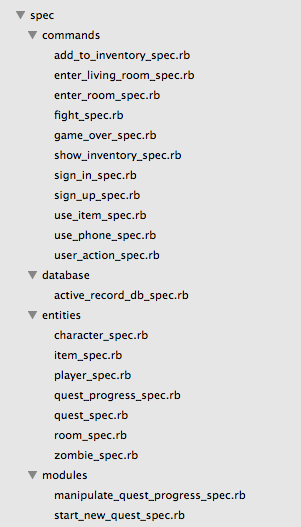 spec
commands
add_to_inventory_spec.rb
enter_living_room_spec.rb
enter_room_spec.rb
fight_spec.rb
game_over_spec.rb
show_inventory_spec.rb
sign_in_spec.rb
sign_up_spec.rb
use_item_spec.rb
use_phone_spec.rb
user_action_spec.rb
database
active_record_db_spec.rb
entities
character_spec.rb
item_spec.rb
player_spec.rb
quest_progress_spec.rb
quest_spec.rb
room_spec.rb
zombie_spec.rb
modules
manipulate_quest_progress_spec.rb
start_new_quest_spec.rb